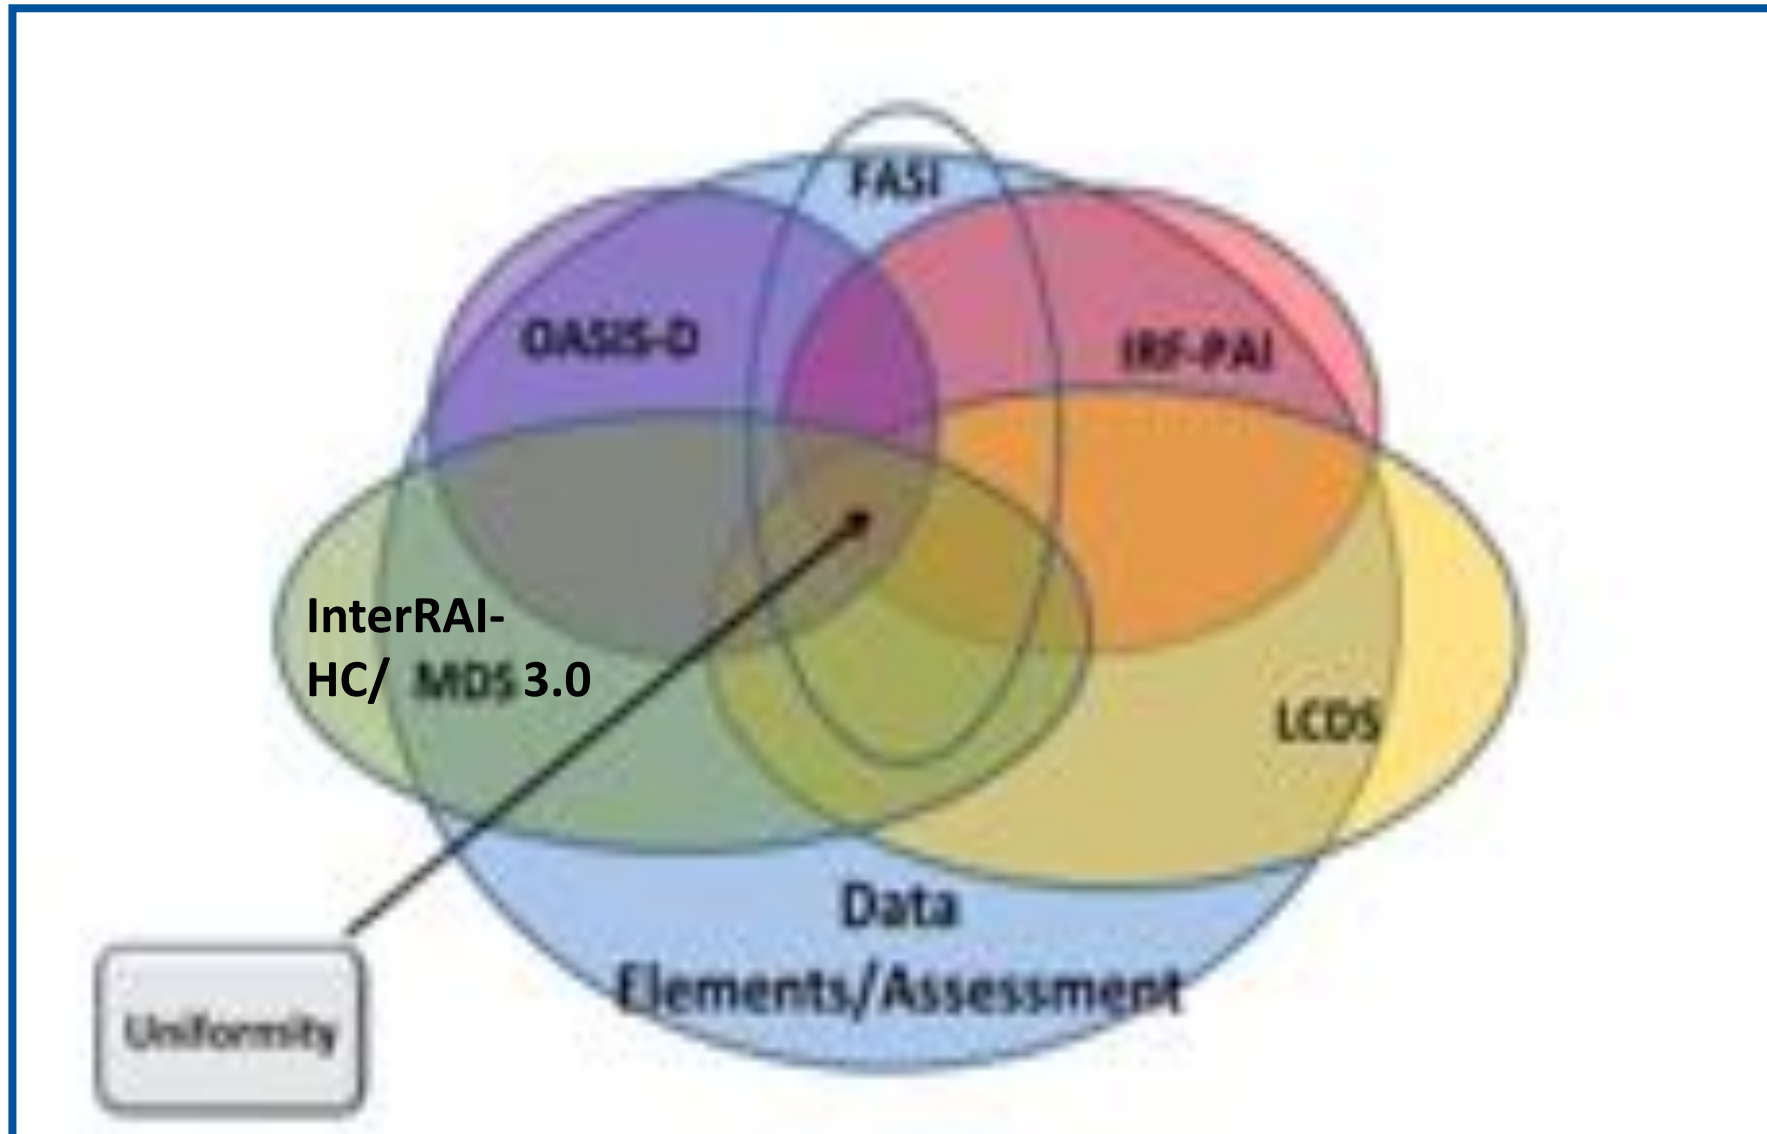 FASI
OASIS-D
IRF-PAI
InterRAI-
HC/ MDS 3.0
LCDS
Data
Elements/Assessment
Uniformity